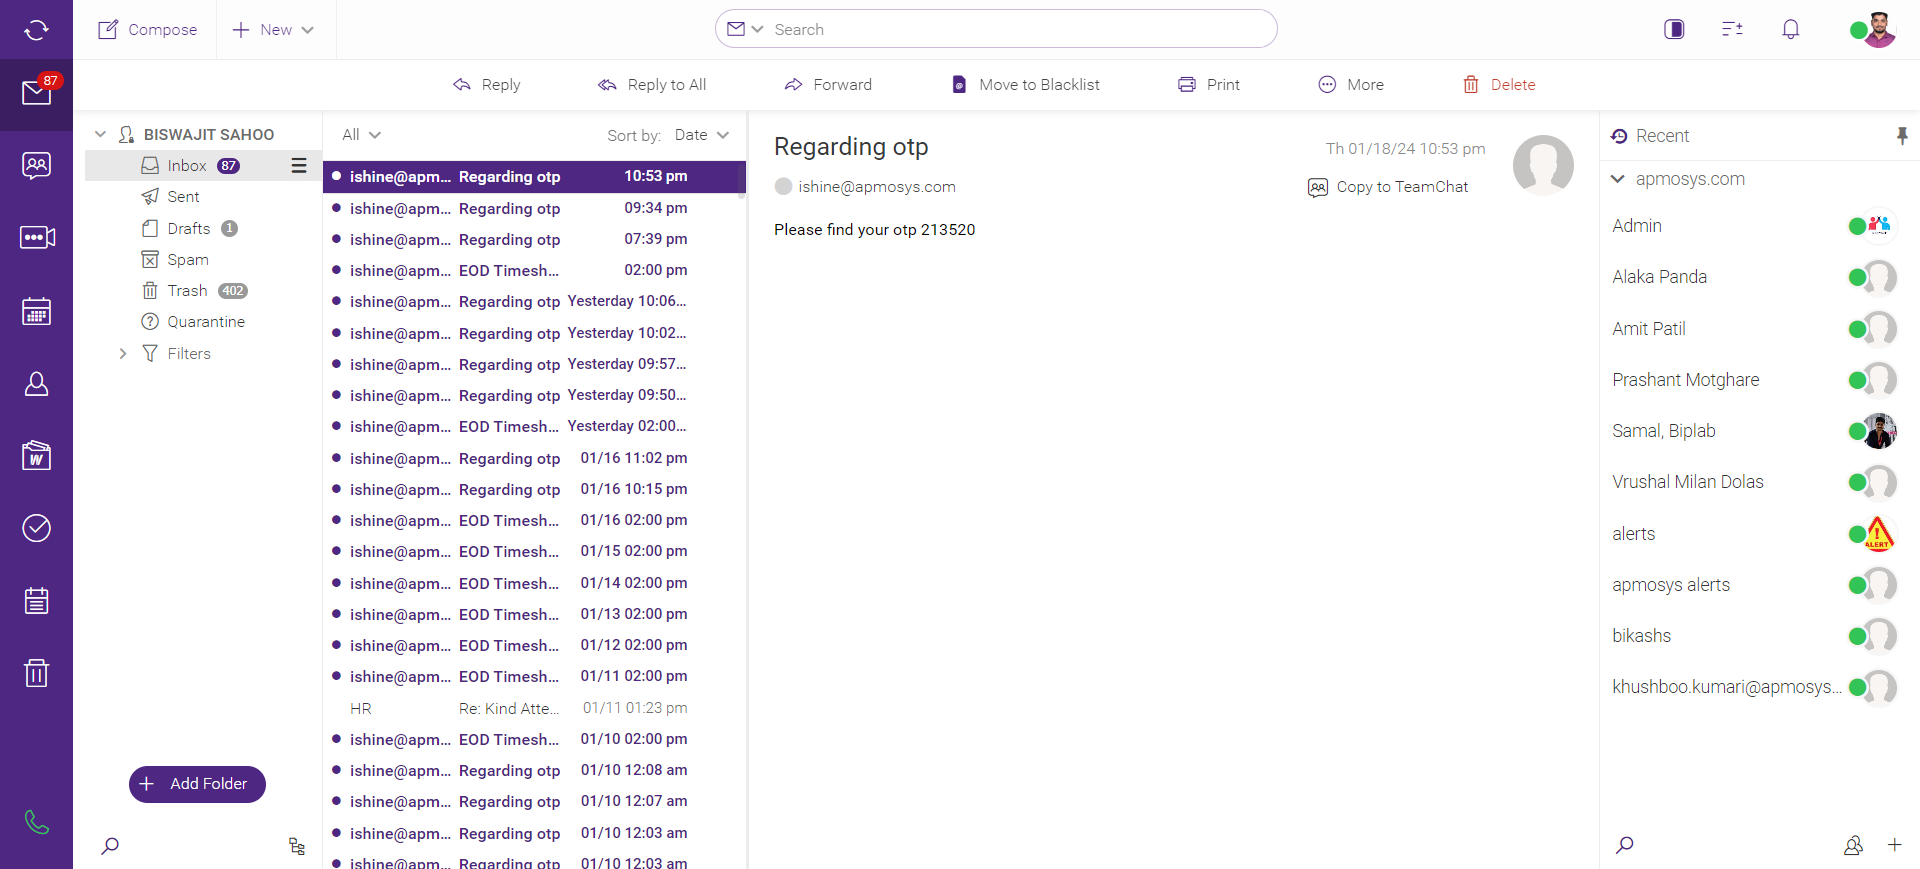 Compose
New
Search
87
Reply
Reply to All
Forward
Move to Blacklist
Print
More
Delete
BISWAJIT SAHOO
Inbox 87
Sent
Drafts 1
Spam
Trash 402
Quarantine
Filters
Add Folder
All
Sort by: Date
ishine@apm... Regarding otp 10:53 pm
ishine@apm... Regarding otp 09:34 pm
ishine@apm... Regarding otp 07:39 pm
ishine@apm... EOD Timesh... 02:00 pm
ishine@apm... Regarding otp Yesterday 10:06...
ishine@apm... Regarding otp Yesterday 10:02...
ishine@apm... Regarding otp Yesterday 09:57...
ishine@apm... Regarding otp Yesterday 09:50...
ishine@apm... EOD Timesh... Yesterday 02:00...
ishine@apm... Regarding otp 01/16 11:02 pm
ishine@apm... Regarding otp 01/16 10:15 pm
ishine@apm... EOD Timesh... 01/16 02:00 pm
ishine@apm... EOD Timesh... 01/15 02:00 pm
ishine@apm... EOD Timesh... 01/14 02:00 pm
ishine@apm... EOD Timesh... 01/13 02:00 pm
ishine@apm... EOD Timesh... 01/12 02:00 pm
ishine@apm... EOD Timesh... 01/11 02:00 pm
HR Re: Kind Atte... 01/11 01:23 pm
ishine@apm... EOD Timesh... 01/10 02:00 pm
ishine@apm... Regarding otp 01/10 12:08 am
ishine@apm... Regarding otp 01/10 12:07 am
ishine@apm... Regarding otp 01/10 12:03 am
ishine@apm... Regarding otp 01/10 12:03 am
Regarding otp
Th 01/18/24 10:53 pm
ishine@apmosys.com
Copy to TeamChat
Please find your otp 213520
Recent
apmosys.com
Admin
Alaka Panda
Amit Patil
Prashant Motghare
Samal, Biplab
Vrushal Milan Dolas
alerts
ALERT
apmosys alerts
bikashs
khushboo.kumari@apmosys...